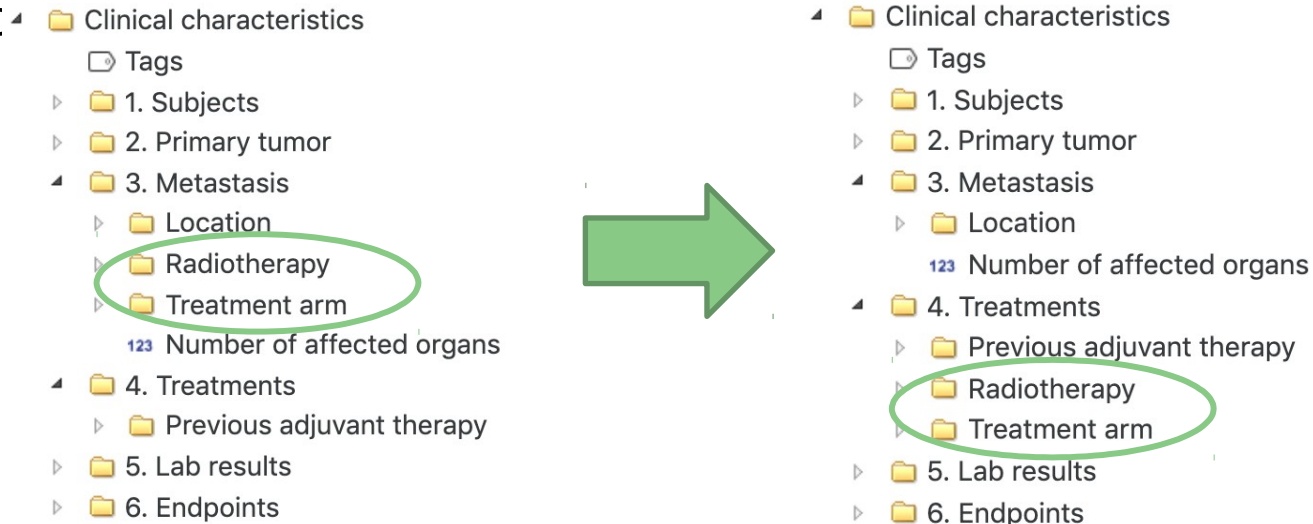 Clinical characteristics
Tags
1. Subjects
2. Primary tumor
3. Metastasis
Location
Radiotherapy
Treatment arm
123 Number of affected organs
4. Treatments
Previous adjuvant therapy
5. Lab results
6. Endpoints
Clinical characteristics
Tags
1. Subjects
2. Primary tumor
3. Metastasis
Location
123 Number of affected organs
4. Treatments
Previous adjuvant therapy
Radiotherapy
Treatment arm
5. Lab results
6. Endpoints